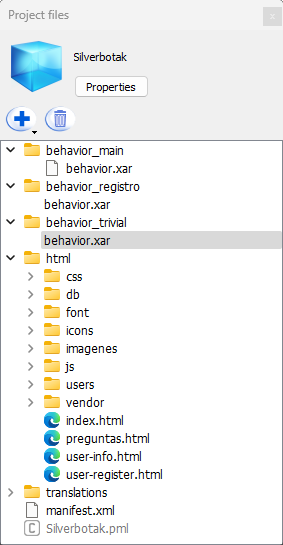 Project files
Silverbotak
Properties
behavior_main
behavior.xar
behavior_registro
behavior.xar
behavior_trivial
behavior.xar
html
css
db
font
icons
imagenes
js
users
vendor
index.html
preguntas.html
user-info.html
user-register.html
translations
manifest.xml
Silverbotak.pml